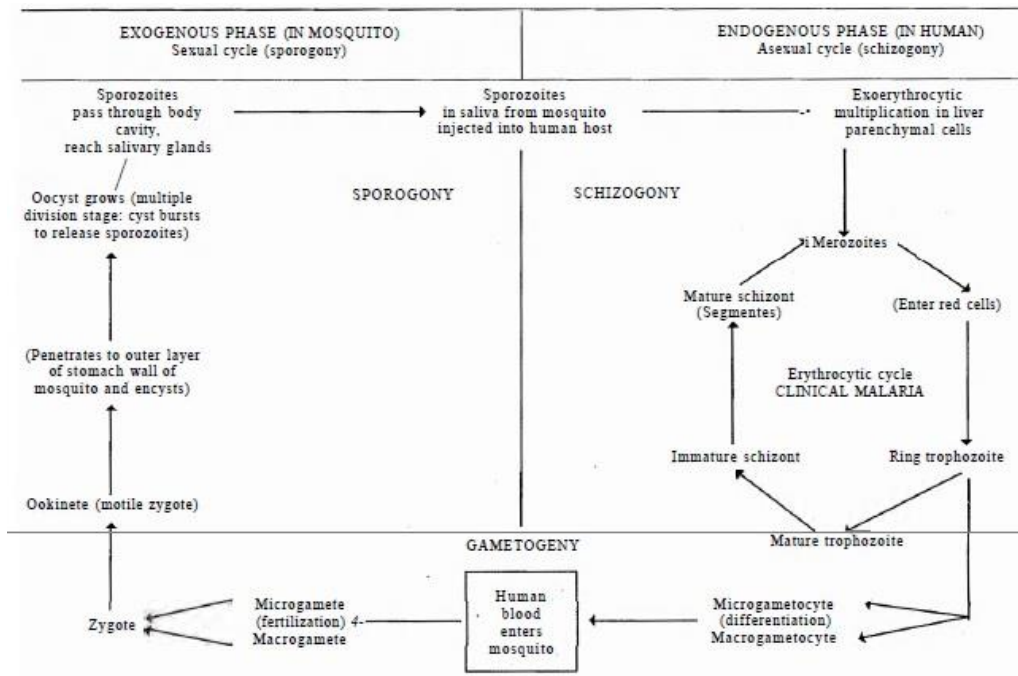 EXOGENOUS PHASE (IN MOSQUITO)
Sexual cycle (sporogony)
ENDOGENOUS PHASE (IN HUMAN)
Asexual cycle (schizogony)
Sporozoites
pass through body
cavity,
reach salivary glands
Sporozoites
in saliva from mosquito
injected into human host
Exoerythrocytic
multiplication in liver
parenchymal cells
Oocyst grows (multiple
division stage: cyst bursts
to release sporozoites)
SPOROGONY
SCHIZOGONY
Merozoites
Mature schizont
(Segmentes)
(Enter red cells)
(Penetrates to outer layer
of stomach wall of
mosquito and encysts)
Erythrocytic cycle
CLINICAL MALARIA
Immature schizont
Ring trophozoite
Ookinete (motile zygote)
Mature trophozoite
GAMETOGENY
Zygote
Microgamete
(fertilization) 4-
Macrogamete
Human
blood
enters
mosquito
Microgametocyte
(differentiation)
Macrogametocyte